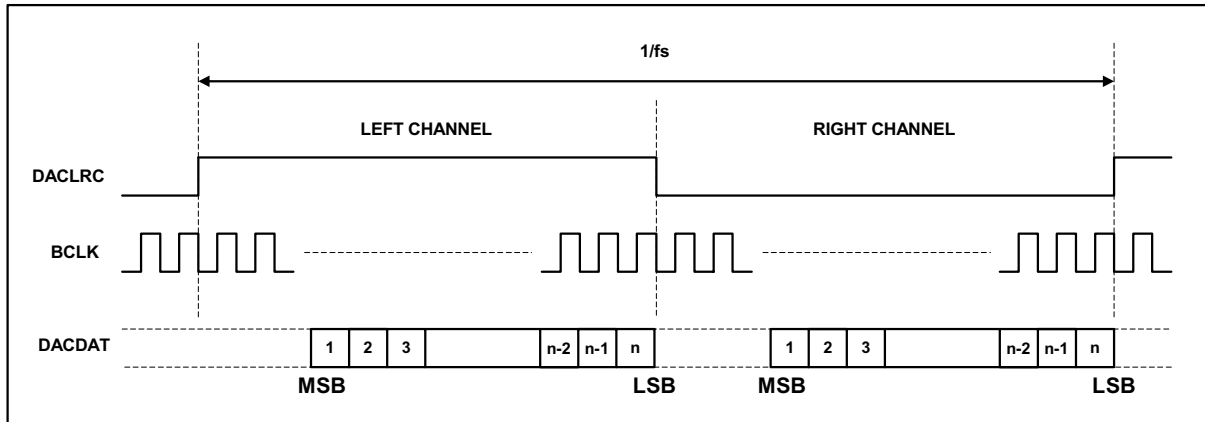 1/fs
LEFT CHANNEL RIGHT CHANNEL
DACLRC
BCLK
DACDAT 1 2 3 n-2 n-1 n 1 2 3 n-2 n-1 n
MSB LSB MSB LSB